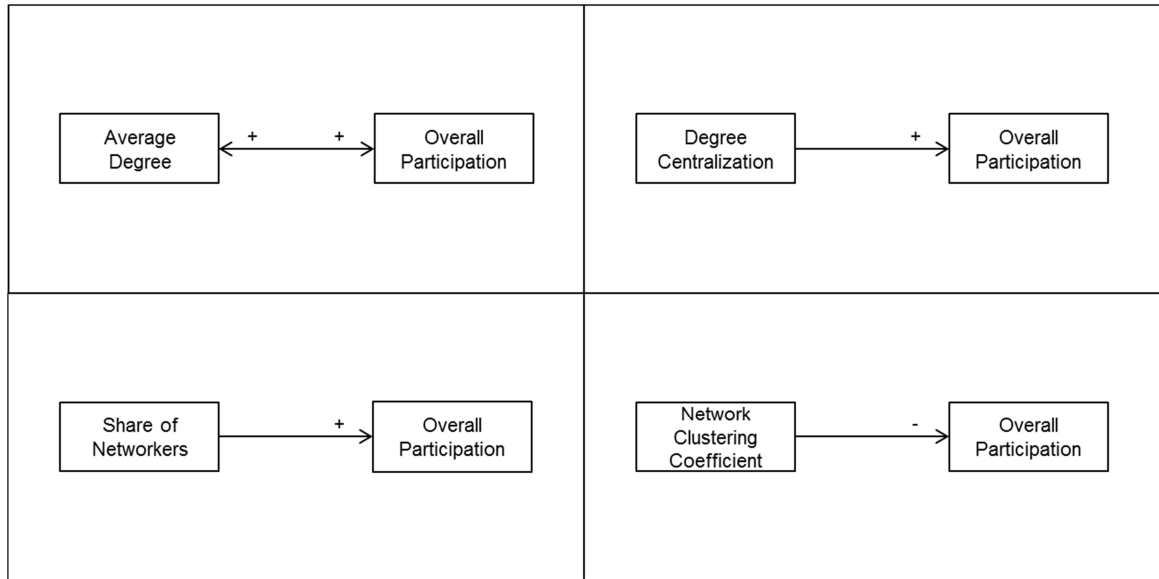 Average
Degree
+ +
Overall
Participation
Degree
Centralization
+
Overall
Participation
Share of
Networkers
+
Overall
Participation
Network
Clustering
Coefficient
-
Overall
Participation